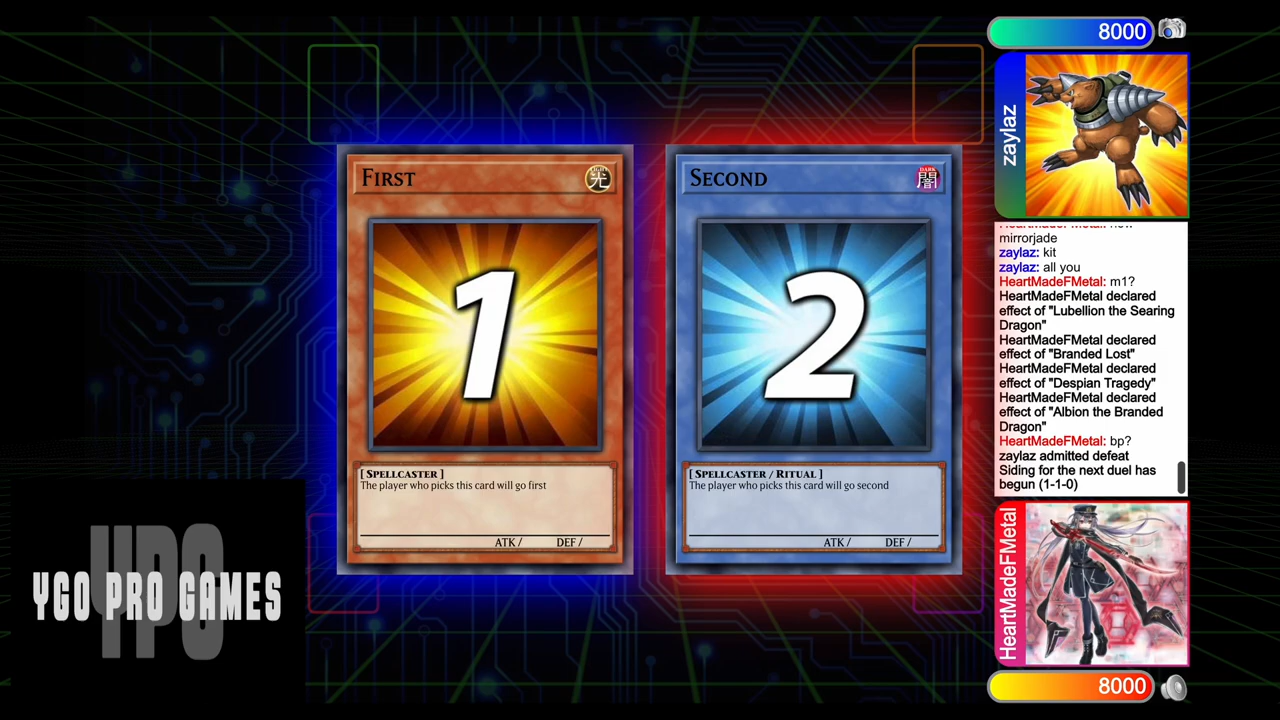 8000
zaylaz
FIRST
LIGHT
光
1
[ SPELLCASTER ]
The player who picks this card will go first
ATK / DEF /
SECOND
DARK
闇
2
[ SPELLCASTER / RITUAL ]
The player who picks this card will go second
ATK / DEF /
mirrorjade
zaylaz: kit
zaylaz: all you
HeartMadeFMetal: m1?
HeartMadeFMetal declared
effect of "Lubellion the Searing
Dragon"
HeartMadeFMetal declared
effect of "Branded Lost"
HeartMadeFMetal declared
effect of "Despian Tragedy"
HeartMadeFMetal declared
effect of "Albion the Branded
Dragon"
HeartMadeFMetal: bp?
zaylaz admitted defeat
Siding for the next duel has
begun (1-1-0)
HeartMadeFMetal
8000
YPG
YGO PRO GAMES